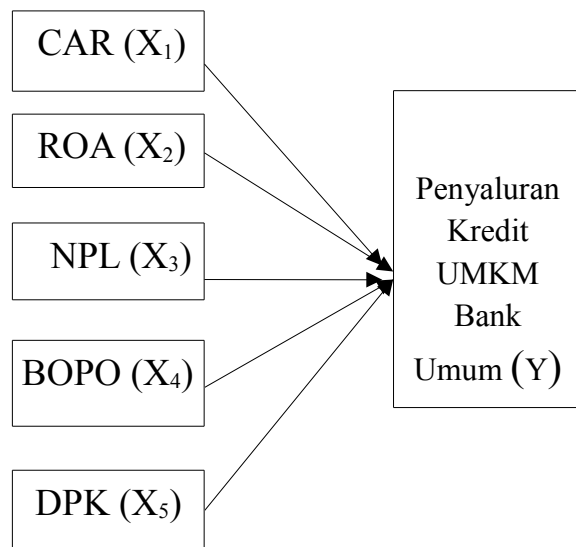 CAR (X₁)
ROA (X₂)
NPL (X₃)
BOPO (X₄)
DPK (X₅)
Penyaluran
Kredit
UMKM
Bank
Umum (Y)